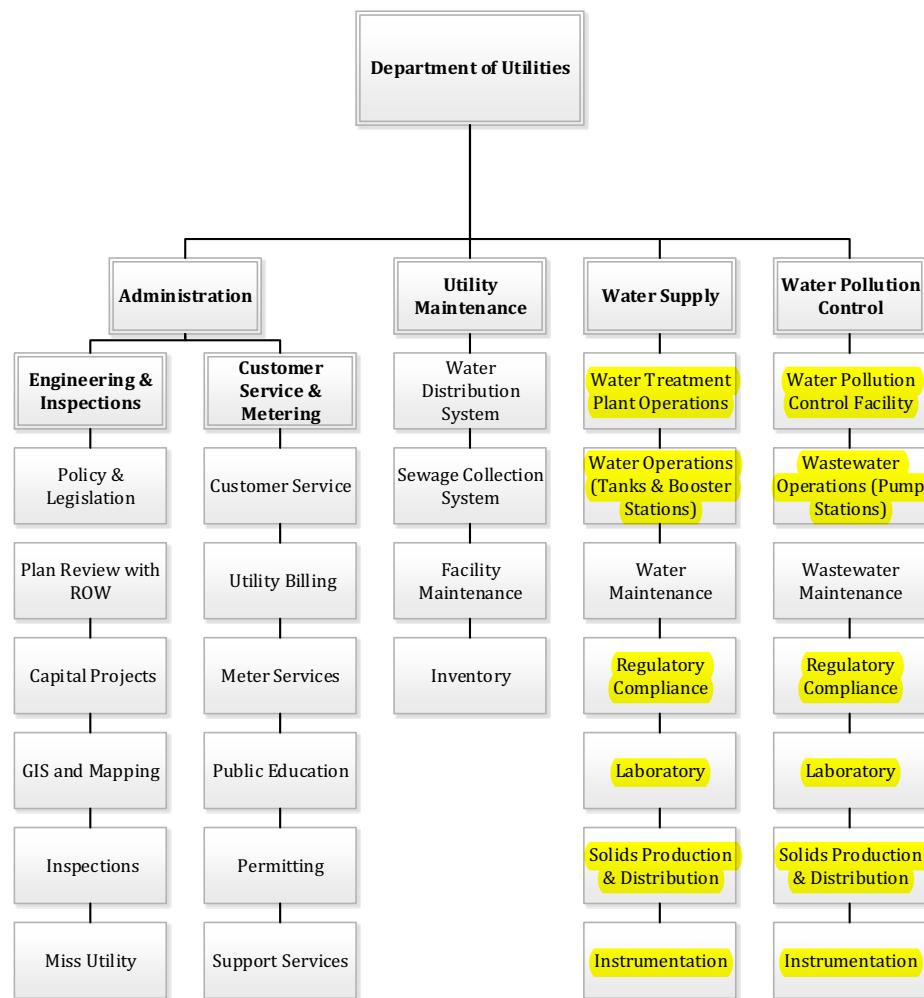 Department of Utilities
Administration
Engineering &
Inspections
Policy &
Legislation
Plan Review with
ROW
Capital Projects
GIS and Mapping
Inspections
Miss Utility
Customer
Service &
Metering
Customer Service
Utility Billing
Meter Services
Public Education
Permitting
Support Services
Utility
Maintenance
Water
Distribution
System
Sewage Collection
System
Facility
Maintenance
Inventory
Water Supply
Water Treatment
Plant Operations
Water Operations
(Tanks & Booster
Stations)
Water
Maintenance
Regulatory
Compliance
Laboratory
Solids Production
& Distribution
Instrumentation
Water Pollution
Control
Water Pollution
Control Facility
Wastewater
Operations (Pump
Stations)
Wastewater
Maintenance
Regulatory
Compliance
Laboratory
Solids Production
& Distribution
Instrumentation